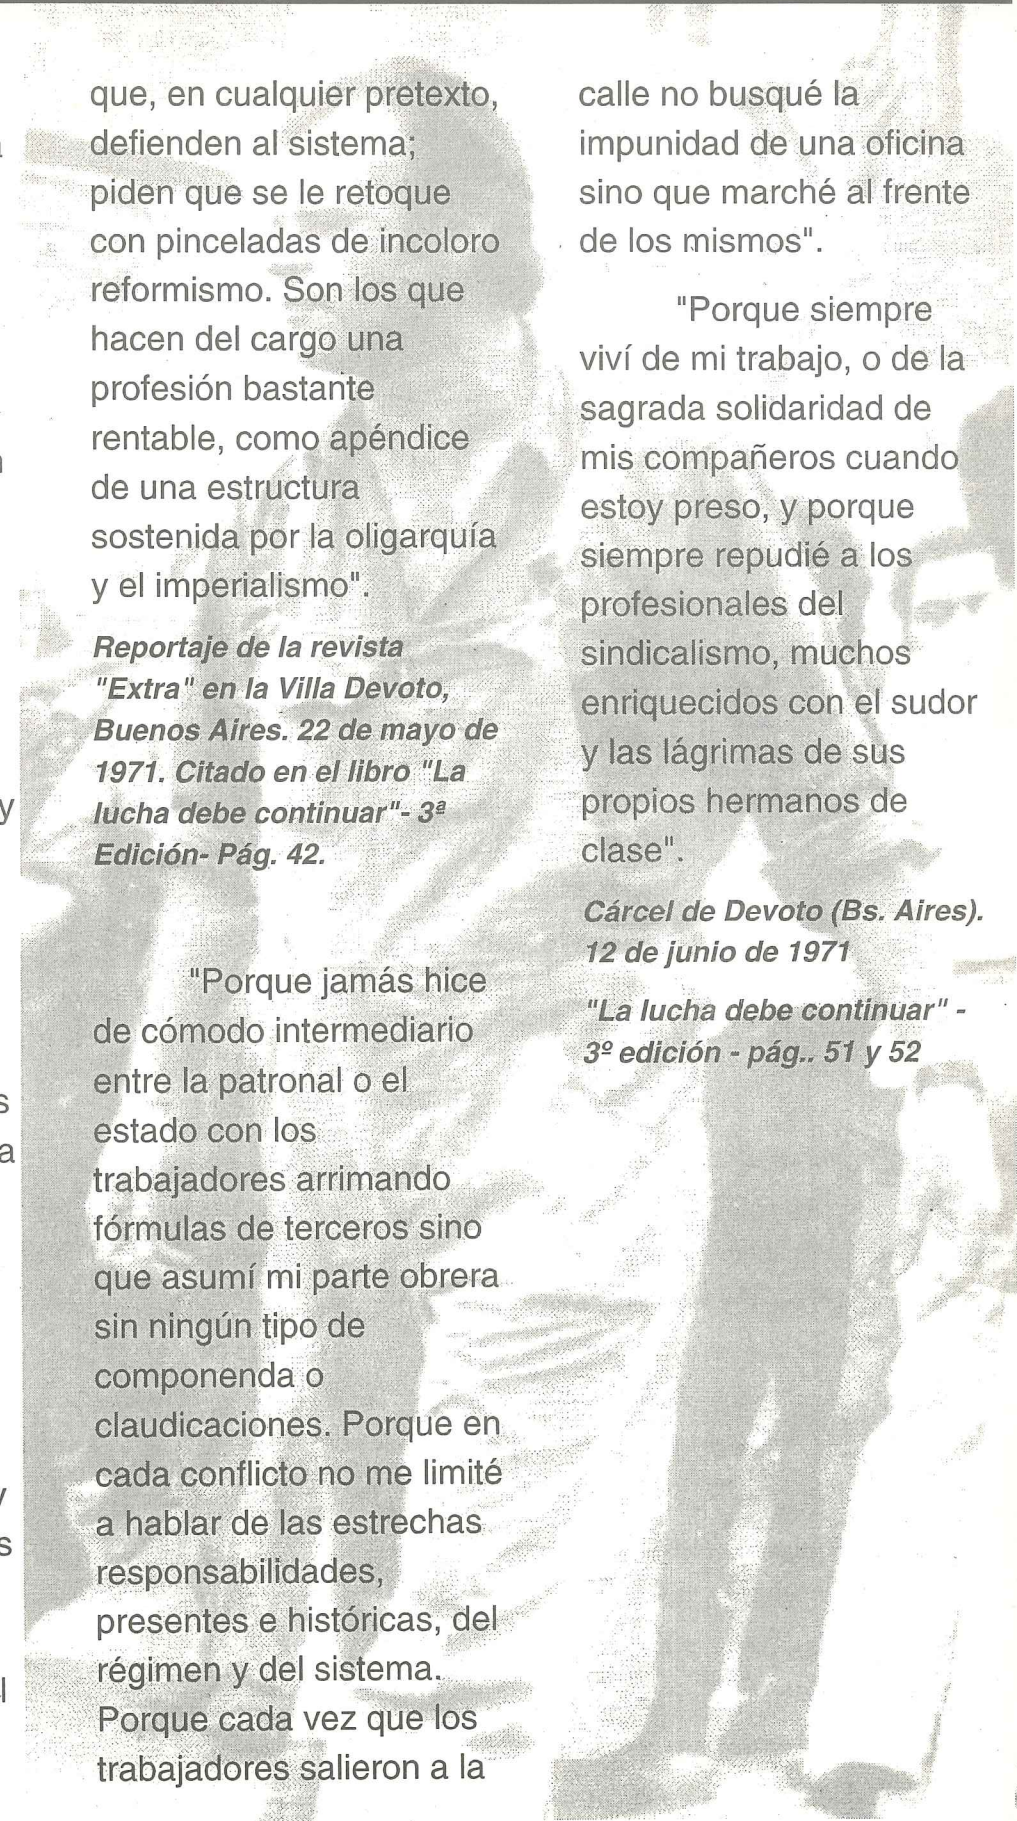 que, en cualquier pretexto,
defienden al sistema;
piden que se le retoque
con pinceladas de incoloro
reformismo. Son los que
hacen del cargo una
profesión bastante
rentable, como apéndice
de una estructura
sostenida por la oligarquía
y el imperialismo".
Reportaje de la revista
"Extra" en la Villa Devoto,
Buenos Aires. 22 de mayo de
1971. Citado en el libro "La
lucha debe continuar"- 3ª
Edición- Pág. 42.
"Porque jamás hice
de cómodo intermediario
entre la patronal o el
estado con los
trabajadores arrimando
fórmulas de terceros sino
que asumí mi parte obrera
sin ningún tipo de
componenda o
claudicaciones. Porque en
cada conflicto no me limité
a hablar de las estrechas
responsabilidades,
presentes e históricas, del
régimen y del sistema.
Porque cada vez que los
trabajadores salieron a la
calle no busqué la
impunidad de una oficina
sino que marché al frente
de los mismos".
"Porque siempre
viví de mi trabajo, o de la
sagrada solidaridad de
mis compañeros cuando
estoy preso, y porque
siempre repudié a los
profesionales del
sindicalismo, muchos
enriquecidos con el sudor
y las lágrimas de sus
propios hermanos de
clase".
Cárcel de Devoto (Bs. Aires).
12 de junio de 1971
"La lucha debe continuar" -
3º edición - pág.. 51 y 52